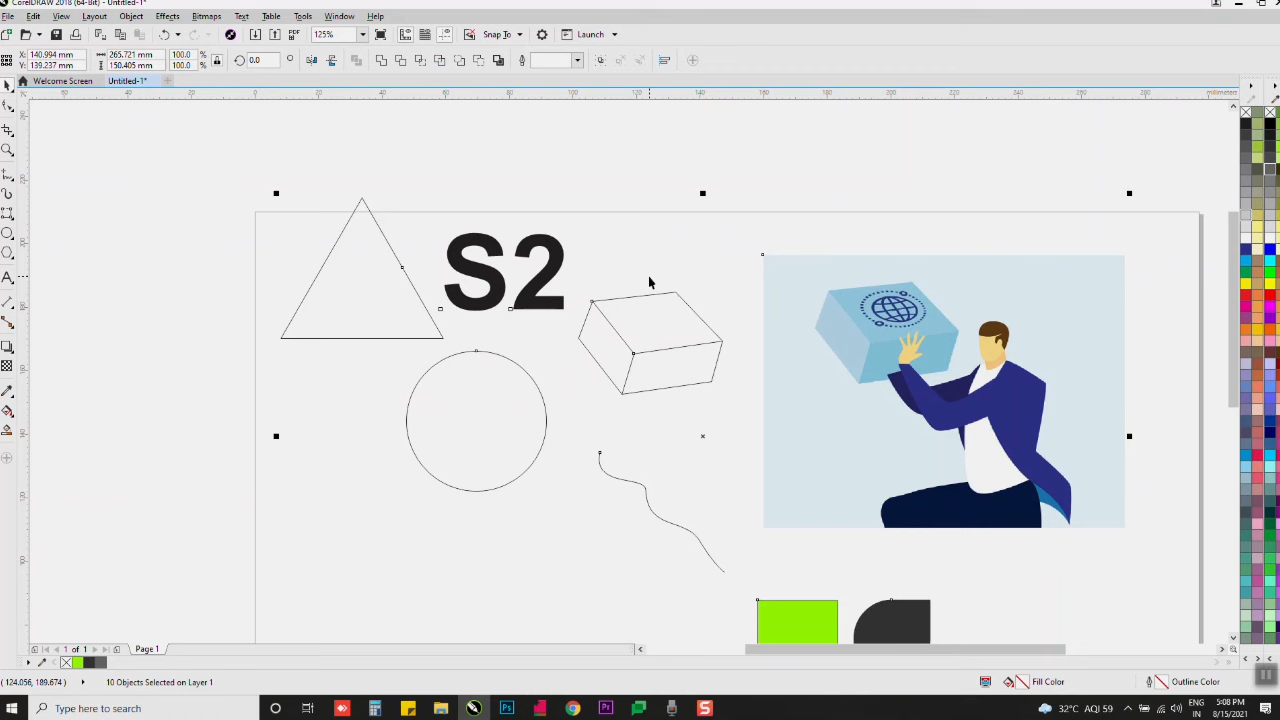 CorelDRAW 2018 (64-Bit) - Untitled-1*
File Edit View Layout Object Effects Bitmaps Text Table Tools Window Help
PDF 125% Snap To Launch
X: 140.994 mm 265.721 mm 100.0 %
Y: 139.237 mm 150.405 mm 100.0 %
0.0
Welcome Screen Untitled-1*
millimeters
S2
1 of 1 Page 1
(124.056, 189.674) 10 Objects Selected on Layer 1 Fill Color Outline Color
Type here to search
Ps Pr S
32°C AQI 59
ENG 5:08 PM
IN 8/15/2021